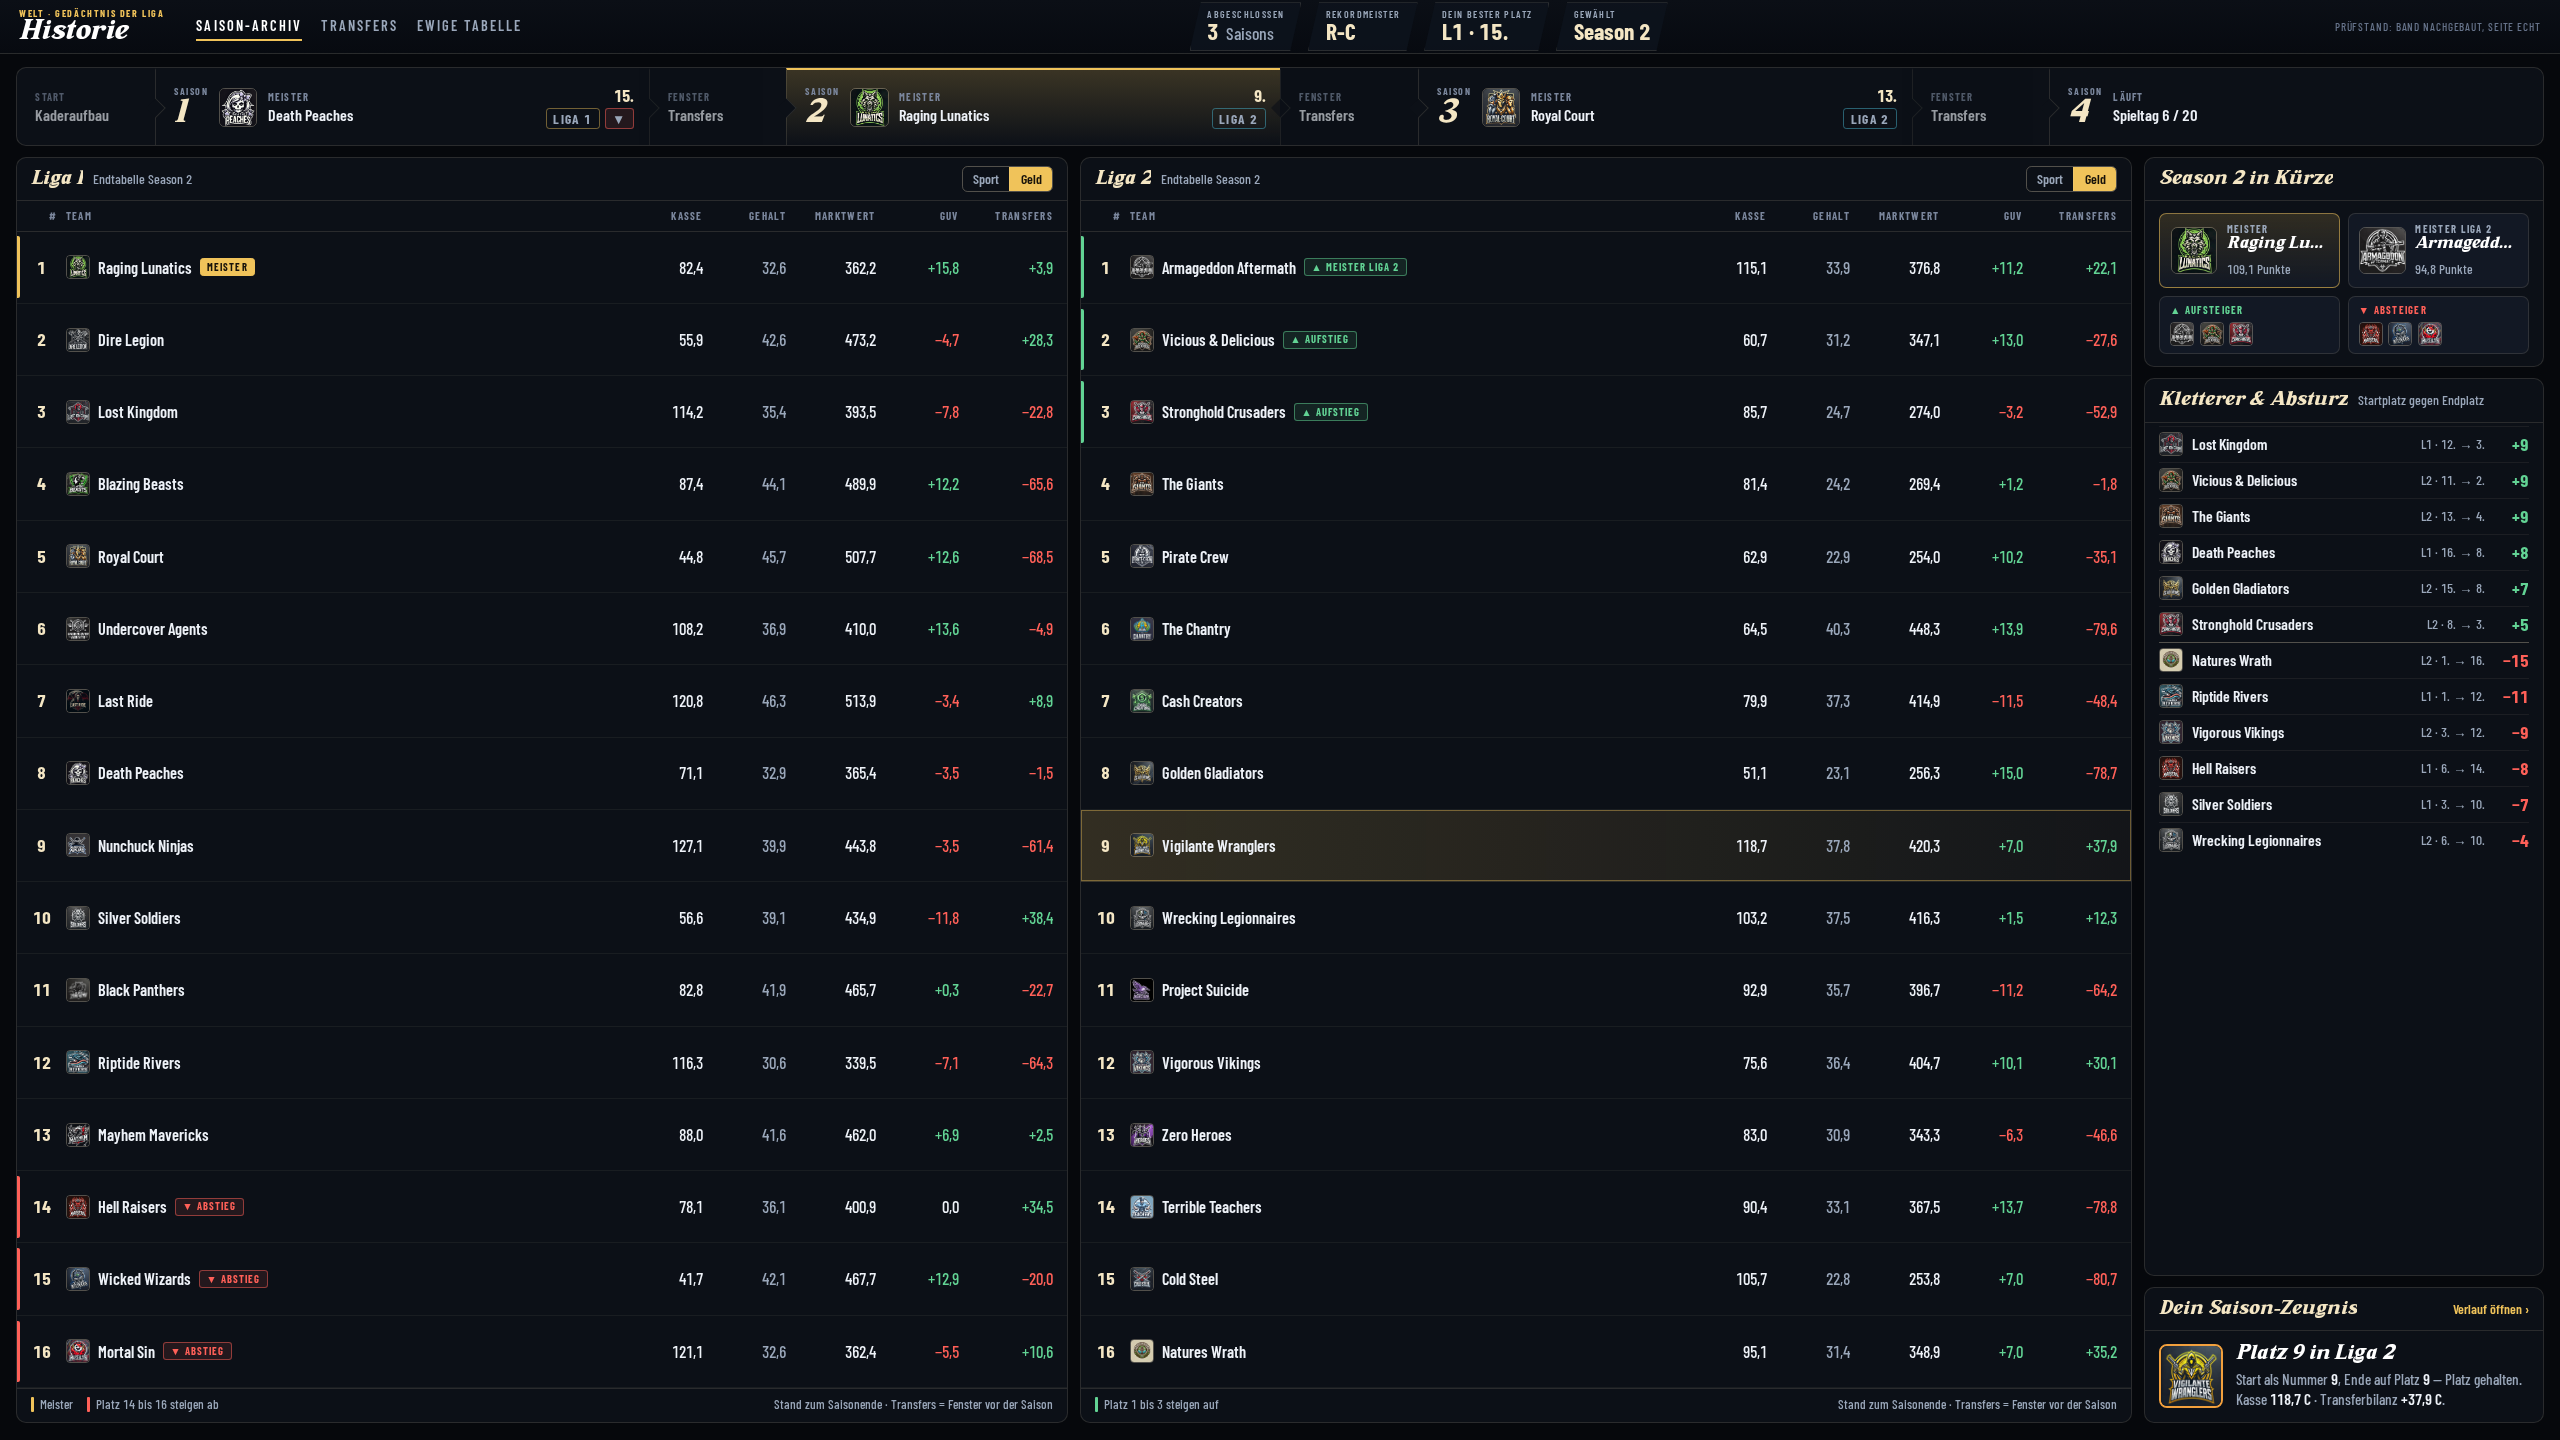 WELT · GEDÄCHTNIS DER LIGA
Historie
SAISON-ARCHIV TRANSFERS EWIGE TABELLE
ABGESCHLOSSEN
3 Saisons
REKORDMEISTER
R-C
DEIN BESTER PLATZ
L1 · 15.
GEWÄHLT
Season 2
PRÜFSTAND: BAND NACHGEBAUT, SEITE ECHT
START
Kaderaufbau
SAISON
1
MEISTER
Death Peaches
15.
LIGA 1 ▼
FENSTER
Transfers
SAISON
2
MEISTER
Raging Lunatics
9.
LIGA 2
FENSTER
Transfers
SAISON
3
MEISTER
Royal Court
13.
LIGA 2
FENSTER
Transfers
SAISON
4
LÄUFT
Spieltag 6 / 20
Liga 1 Endtabelle Season 2 Sport Geld
# TEAM KASSE GEHALT MARKTWERT GUV TRANSFERS
1 Raging Lunatics MEISTER 82,4 32,6 362,2 +15,8 +3,9
2 Dire Legion 55,9 42,6 473,2 −4,7 +28,3
3 Lost Kingdom 114,2 35,4 393,5 −7,8 −22,8
4 Blazing Beasts 87,4 44,1 489,9 +12,2 −65,6
5 Royal Court 44,8 45,7 507,7 +12,6 −68,5
6 Undercover Agents 108,2 36,9 410,0 +13,6 −4,9
7 Last Ride 120,8 46,3 513,9 −3,4 +8,9
8 Death Peaches 71,1 32,9 365,4 −3,5 −1,5
9 Nunchuck Ninjas 127,1 39,9 443,8 −3,5 −61,4
10 Silver Soldiers 56,6 39,1 434,9 −11,8 +38,4
11 Black Panthers 82,8 41,9 465,7 +0,3 −22,7
12 Riptide Rivers 116,3 30,6 339,5 −7,1 −64,3
13 Mayhem Mavericks 88,0 41,6 462,0 +6,9 +2,5
14 Hell Raisers ▼ ABSTIEG 78,1 36,1 400,9 0,0 +34,5
15 Wicked Wizards ▼ ABSTIEG 41,7 42,1 467,7 +12,9 −20,0
16 Mortal Sin ▼ ABSTIEG 121,1 32,6 362,4 −5,5 +10,6
Meister Platz 14 bis 16 steigen ab Stand zum Saisonende · Transfers = Fenster vor der Saison
Liga 2 Endtabelle Season 2 Sport Geld
# TEAM KASSE GEHALT MARKTWERT GUV TRANSFERS
1 Armageddon Aftermath ▲ MEISTER LIGA 2 115,1 33,9 376,8 +11,2 +22,1
2 Vicious & Delicious ▲ AUFSTIEG 60,7 31,2 347,1 +13,0 −27,6
3 Stronghold Crusaders ▲ AUFSTIEG 85,7 24,7 274,0 −3,2 −52,9
4 The Giants 81,4 24,2 269,4 +1,2 −1,8
5 Pirate Crew 62,9 22,9 254,0 +10,2 −35,1
6 The Chantry 64,5 40,3 448,3 +13,9 −79,6
7 Cash Creators 79,9 37,3 414,9 −11,5 −48,4
8 Golden Gladiators 51,1 23,1 256,3 +15,0 −78,7
9 Vigilante Wranglers 118,7 37,8 420,3 +7,0 +37,9
10 Wrecking Legionnaires 103,2 37,5 416,3 +1,5 +12,3
11 Project Suicide 92,9 35,7 396,7 −11,2 −64,2
12 Vigorous Vikings 75,6 36,4 404,7 +10,1 +30,1
13 Zero Heroes 83,0 30,9 343,3 −6,3 −46,6
14 Terrible Teachers 90,4 33,1 367,5 +13,7 −78,8
15 Cold Steel 105,7 22,8 253,8 +7,0 −80,7
16 Natures Wrath 95,1 31,4 348,9 +7,0 +35,2
Platz 1 bis 3 steigen auf Stand zum Saisonende · Transfers = Fenster vor der Saison
Season 2 in Kürze
MEISTER
Raging Lu...
109,1 Punkte
MEISTER LIGA 2
Armagedd...
94,8 Punkte
▲ AUFSTEIGER
▼ ABSTEIGER
Kletterer & Absturz Startplatz gegen Endplatz
Lost Kingdom L1 · 12. → 3. +9
Vicious & Delicious L2 · 11. → 2. +9
The Giants L2 · 13. → 4. +9
Death Peaches L1 · 16. → 8. +8
Golden Gladiators L2 · 15. → 8. +7
Stronghold Crusaders L2 · 8. → 3. +5
Natures Wrath L2 · 1. → 16. −15
Riptide Rivers L1 · 1. → 12. −11
Vigorous Vikings L2 · 3. → 12. −9
Hell Raisers L1 · 6. → 14. −8
Silver Soldiers L1 · 3. → 10. −7
Wrecking Legionnaires L2 · 6. → 10. −4
Dein Saison-Zeugnis Verlauf öffnen ›
VIGILANTE
WRANGLERS
Platz 9 in Liga 2
Start als Nummer 9, Ende auf Platz 9 — Platz gehalten.
Kasse 118,7 C · Transferbilanz +37,9 C.